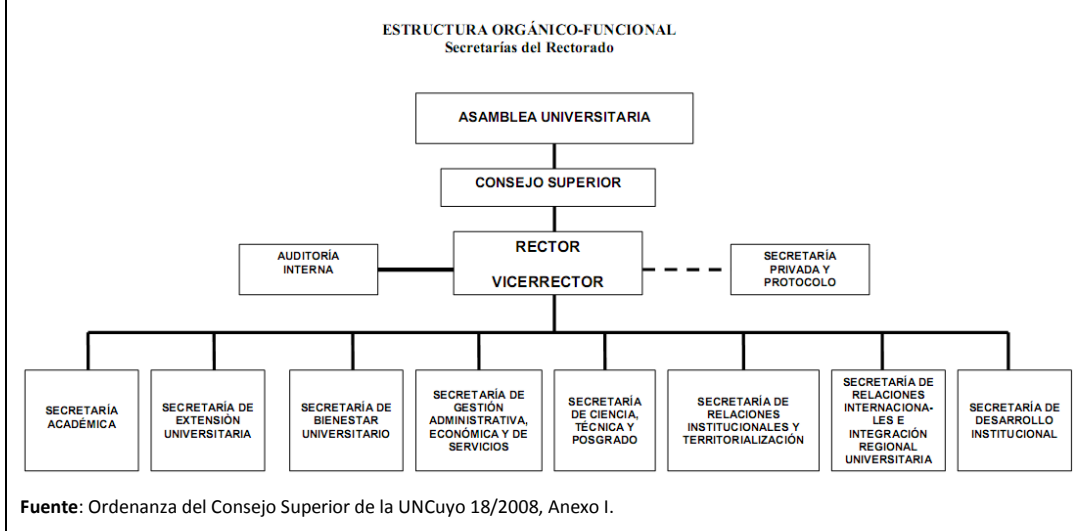 ESTRUCTURA ORGÁNICO-FUNCIONAL
Secretarías del Rectorado
ASAMBLEA UNIVERSITARIA
CONSEJO SUPERIOR
RECTOR
VICERRECTOR
AUDITORÍA
INTERNA
SECRETARÍA
PRIVADA Y
PROTOCOLO
SECRETARÍA
ACADÉMICA
SECRETARÍA DE
EXTENSIÓN
UNIVERSITARIA
SECRETARÍA DE
BIENESTAR
UNIVERSITARIO
SECRETARÍA DE
GESTIÓN
ADMINISTRATIVA,
ECONÓMICA Y DE
SERVICIOS
SECRETARÍA
DE CIENCIA,
TÉCNICA Y
POSGRADO
SECRETARÍA DE
RELACIONES
INSTITUCIONALES Y
TERRITORIALIZACIÓN
SECRETARÍA DE
RELACIONES
INTERNACIONA-
LES E
INTEGRACIÓN
REGIONAL
UNIVERSITARIA
SECRETARÍA DE
DESARROLLO
INSTITUCIONAL
Fuente: Ordenanza del Consejo Superior de la UNCuyo 18/2008, Anexo I.